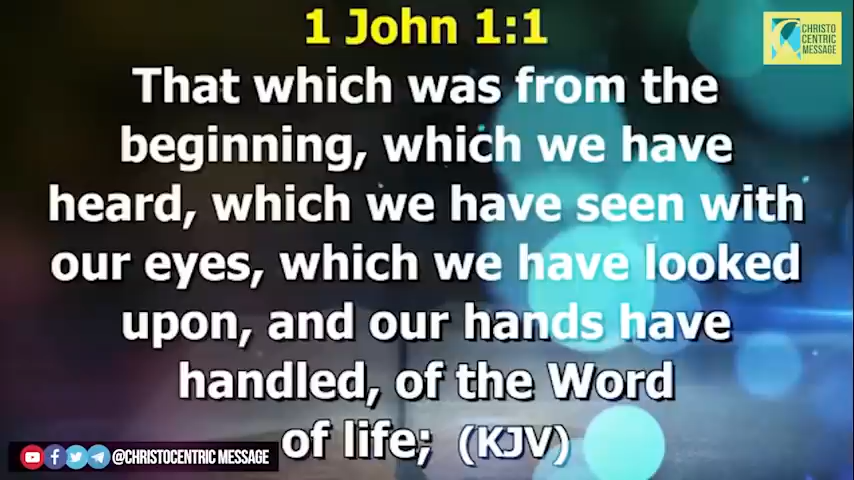 1 John 1:1
CHRISTO
CENTRIC
MESSAGE
That which was from the
beginning, which we have
heard, which we have seen with
our eyes, which we have looked
upon, and our hands have
handled, of the Word
of life; (KJV)
@CHRISTOCENTRIC MESSAGE